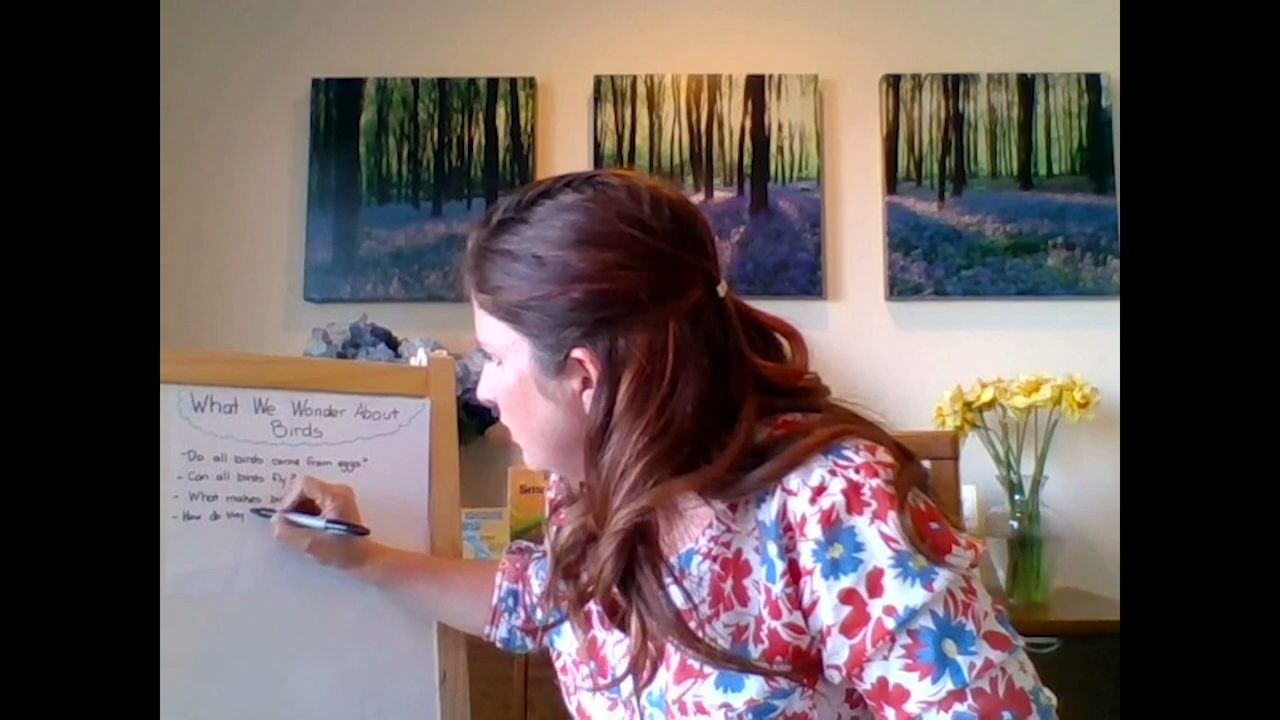 What We Wonder About
Birds
- Do all birds come from eggs?
- Can all birds fly?
- What makes
- How do they